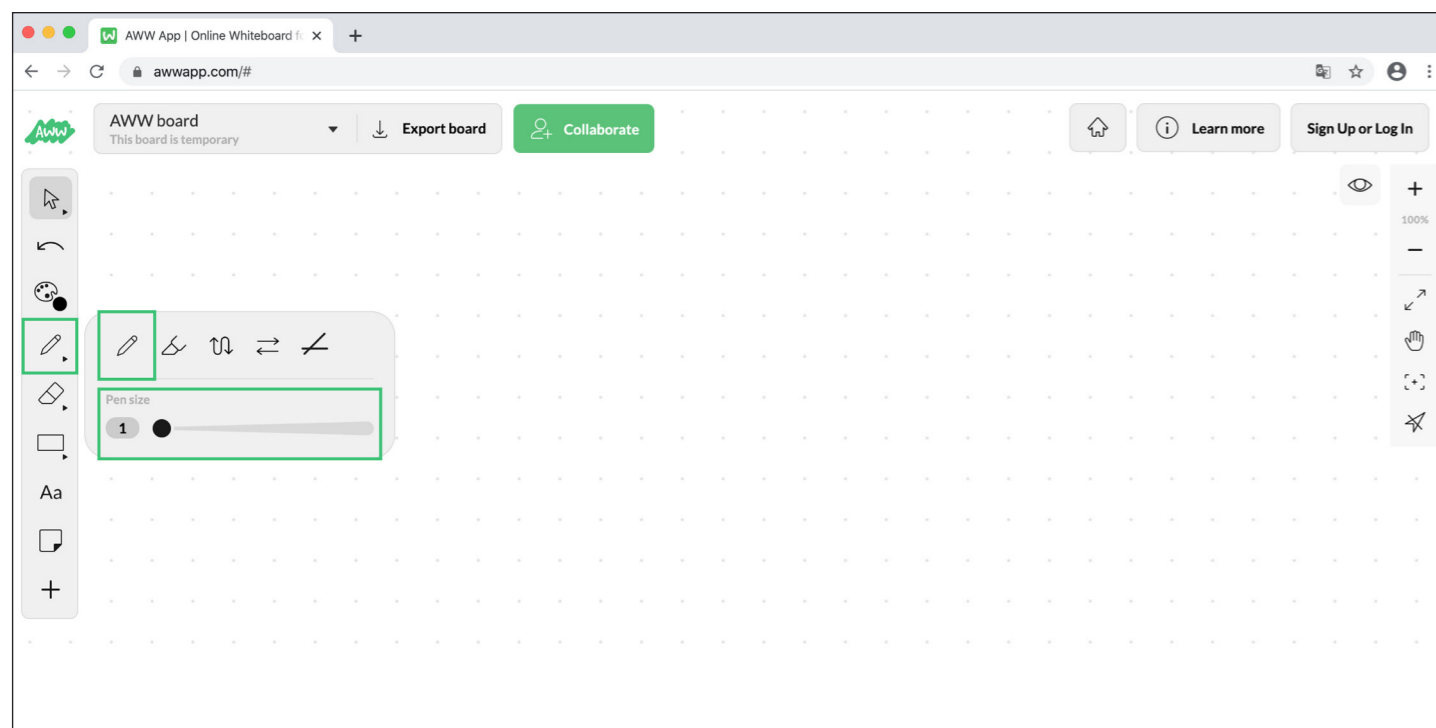 AWW App | Online Whiteboard fo
awwapp.com/#
AWW
AWW board
This board is temporary
Export board
Collaborate
Learn more
Sign Up or Log In
100%
Pen size
1
Aa